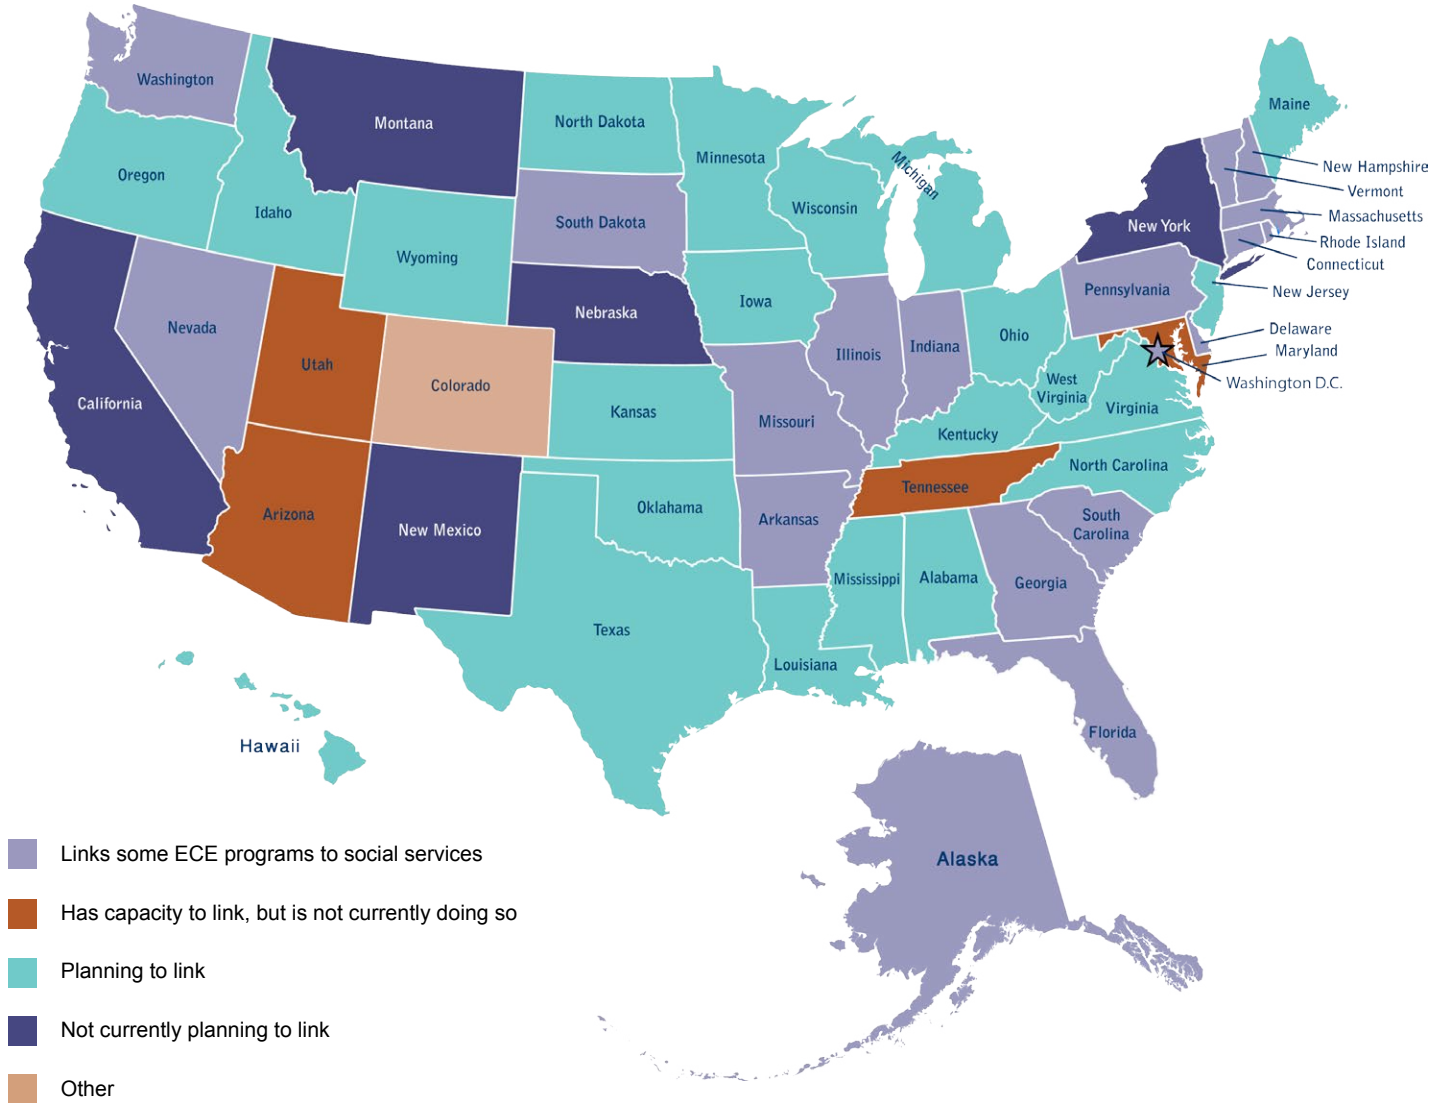 Washington
Montana
North Dakota
Minnesota
Michigan
Maine
Oregon
Idaho
New Hampshire
Vermont
Wisconsin
South Dakota
Massachusetts
New York
Rhode Island
Wyoming
Connecticut
Pennsylvania
New Jersey
Iowa
Nebraska
Nevada
Delaware
Ohio
Indiana
Illinois
Maryland
Utah
Colorado
Washington D.C.
West
Virginia
California
Virginia
Kansas
Missouri
Kentucky
North Carolina
Tennessee
Oklahoma
Arizona
Arkansas
South
Carolina
New Mexico
Mississippi
Alabama
Georgia
Texas
Louisiana
Florida
Hawaii
Alaska
Links some ECE programs to social services
Has capacity to link, but is not currently doing so
Planning to link
Not currently planning to link
Other